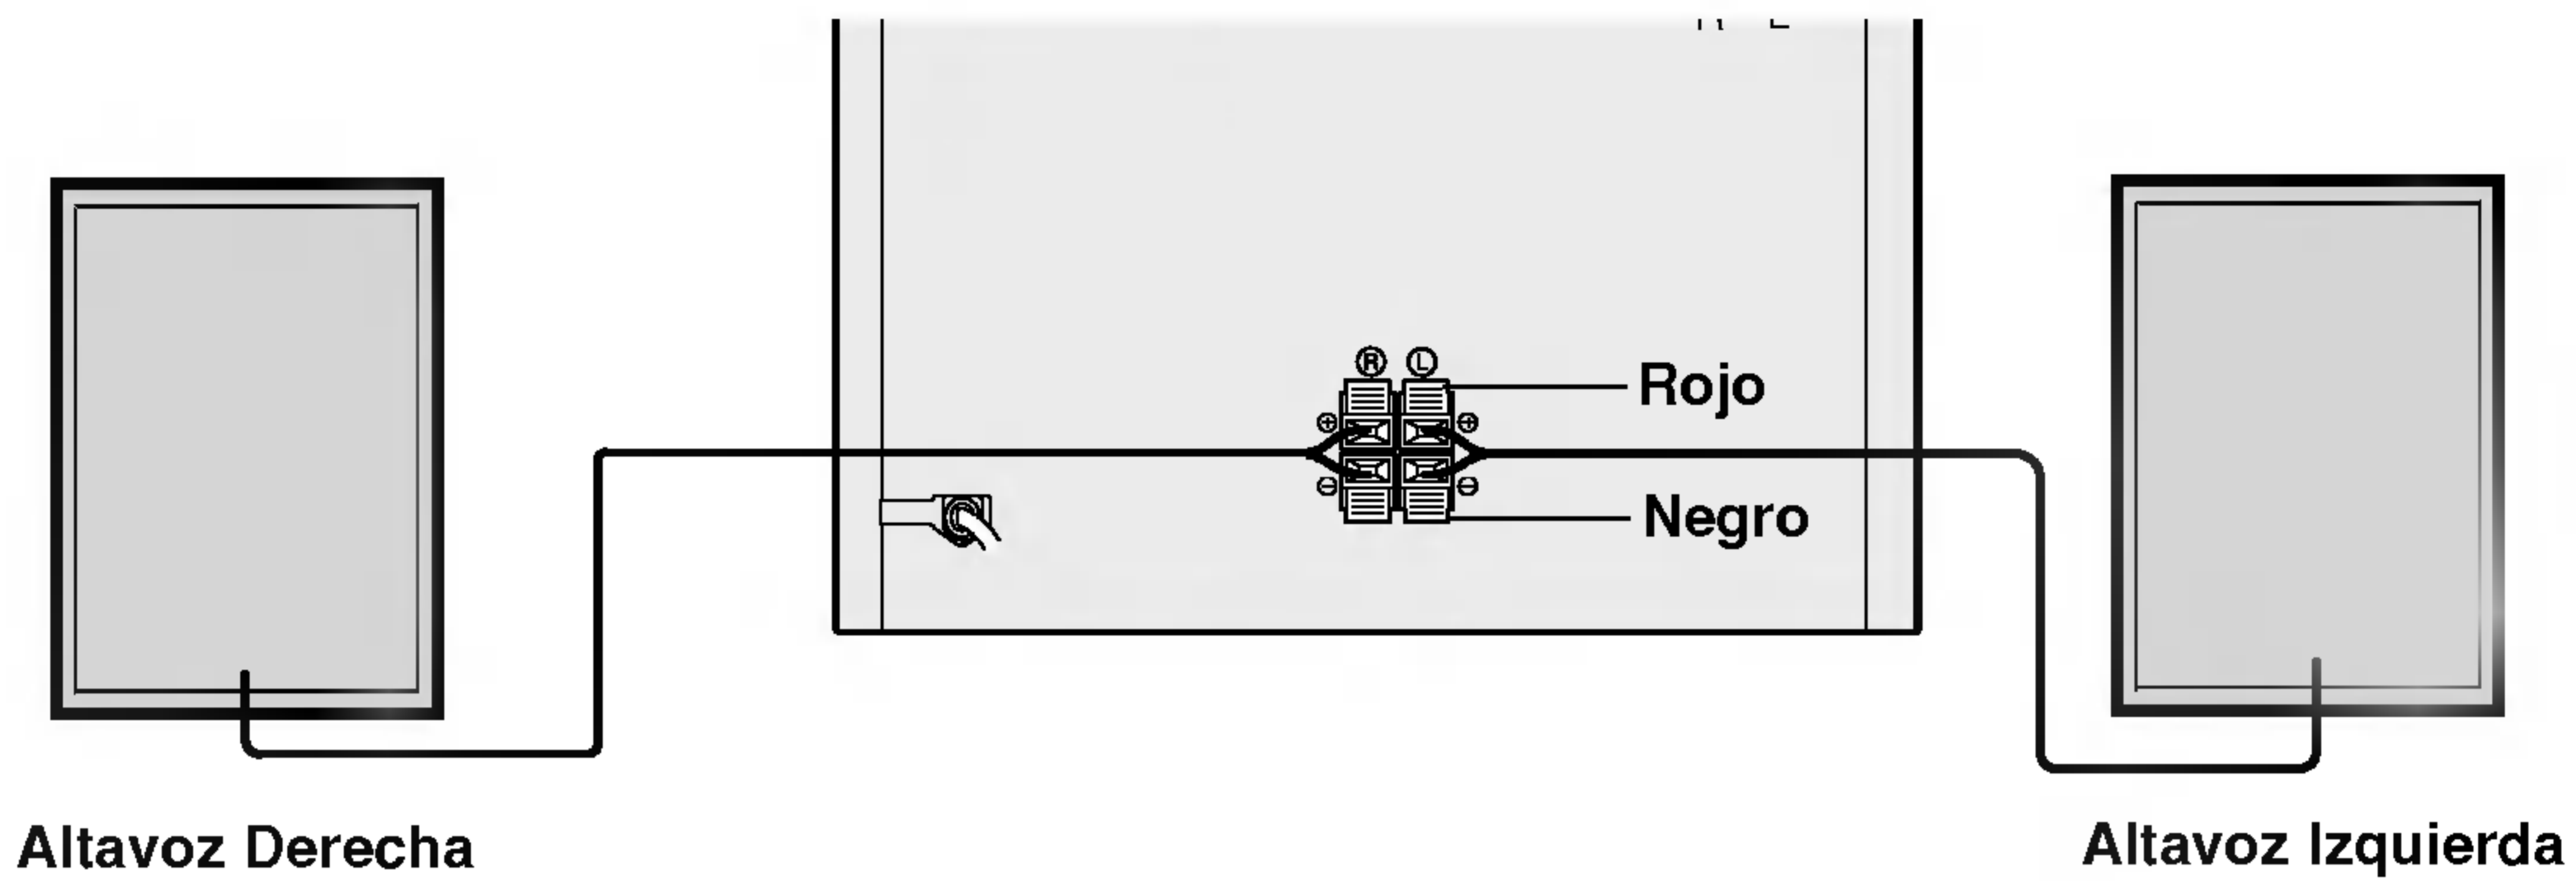 R L
Rojo
⊕ ⊕
⊖ ⊖
Negro
Altavoz Derecha
Altavoz Izquierda